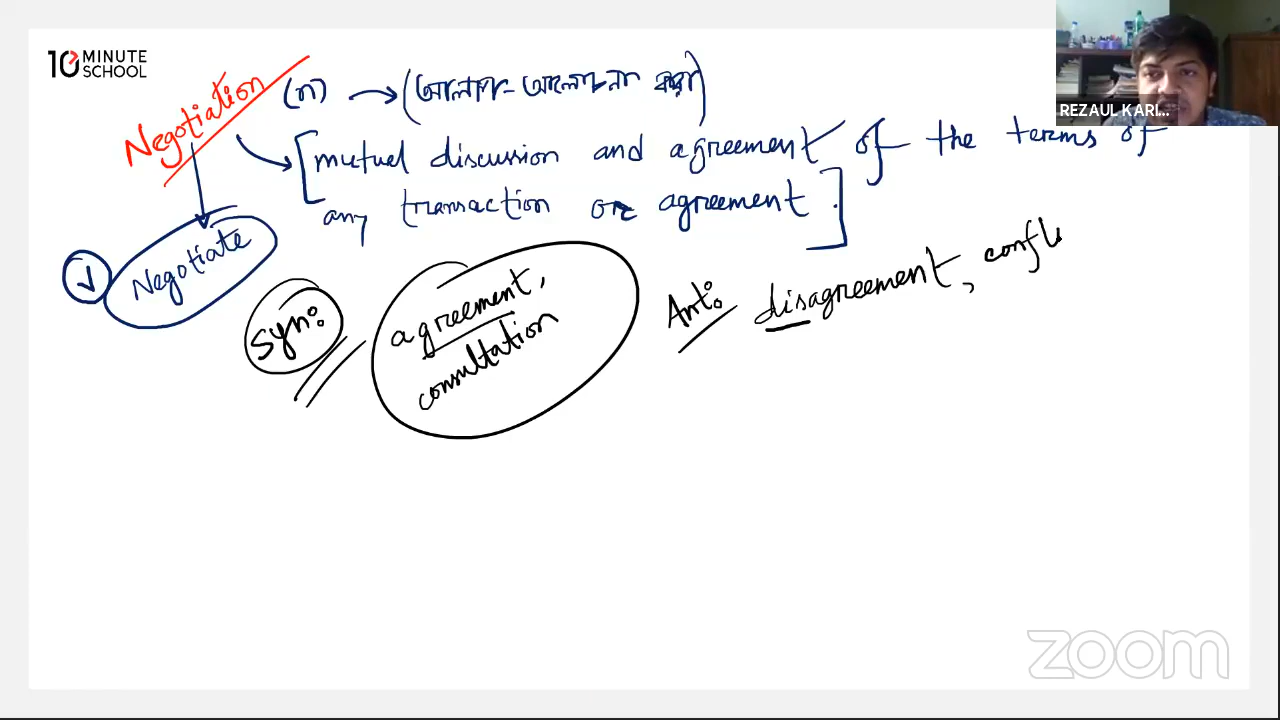 10 MINUTE SCHOOL
REZAUL KARI...
Negotiation (n) → (আলাপ-আলোচনা করা)
[mutual discussion and agreement of the terms of
any transaction or agreement.]
Negotiate
(v)
syn: agreement,
consultation
Ant: disagreement, confli
zoom